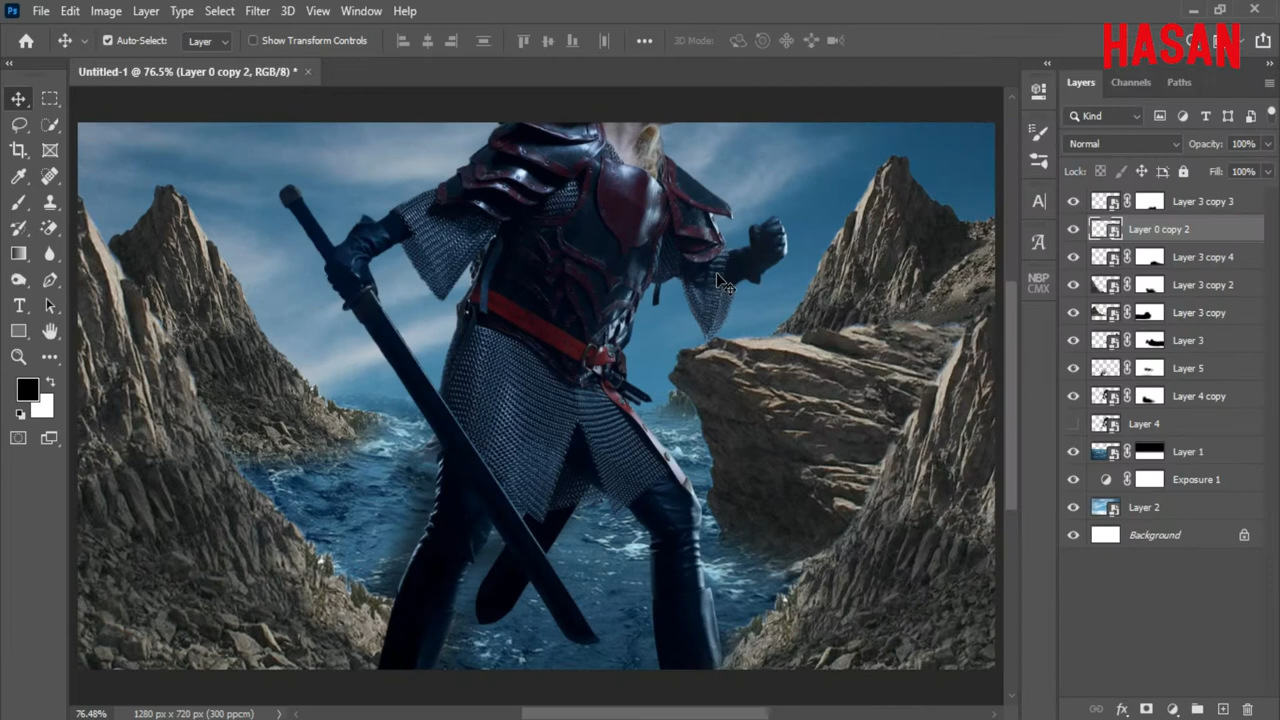 Ps File Edit Image Layer Type Select Filter 3D View Window Help
HASAN
Auto-Select: Layer Show Transform Controls 3D Mode:
Untitled-1 @ 76.5% (Layer 0 copy 2, RGB/8) *
Layers Channels Paths
Kind
Normal Opacity: 100%
Lock: Fill: 100%
Layer 3 copy 3
Layer 0 copy 2
Layer 3 copy 4
NBP
CMX
Layer 3 copy 2
Layer 3 copy
Layer 3
Layer 5
Layer 4 copy
Layer 4
Layer 1
Exposure 1
Layer 2
Background
76.48% 1280 px x 720 px (300 ppcm)